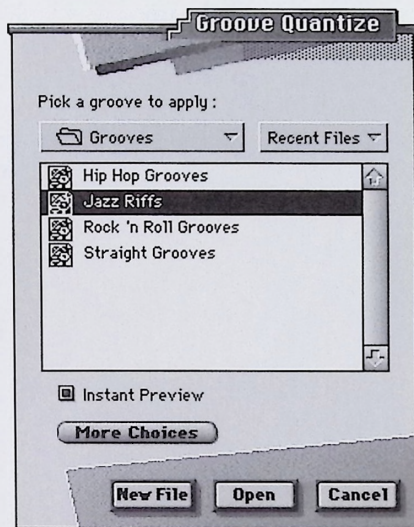 Groove Quantize
Pick a groove to apply :
Grooves Recent Files
Hip Hop Grooves
Jazz Riffs
Rock 'n Roll Grooves
Straight Grooves
Instant Preview
More Choices
New File Open Cancel